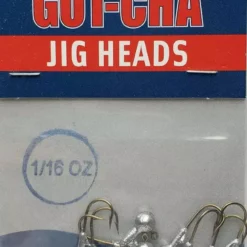 GOT-CHA
JIG HEADS
1/16 OZ